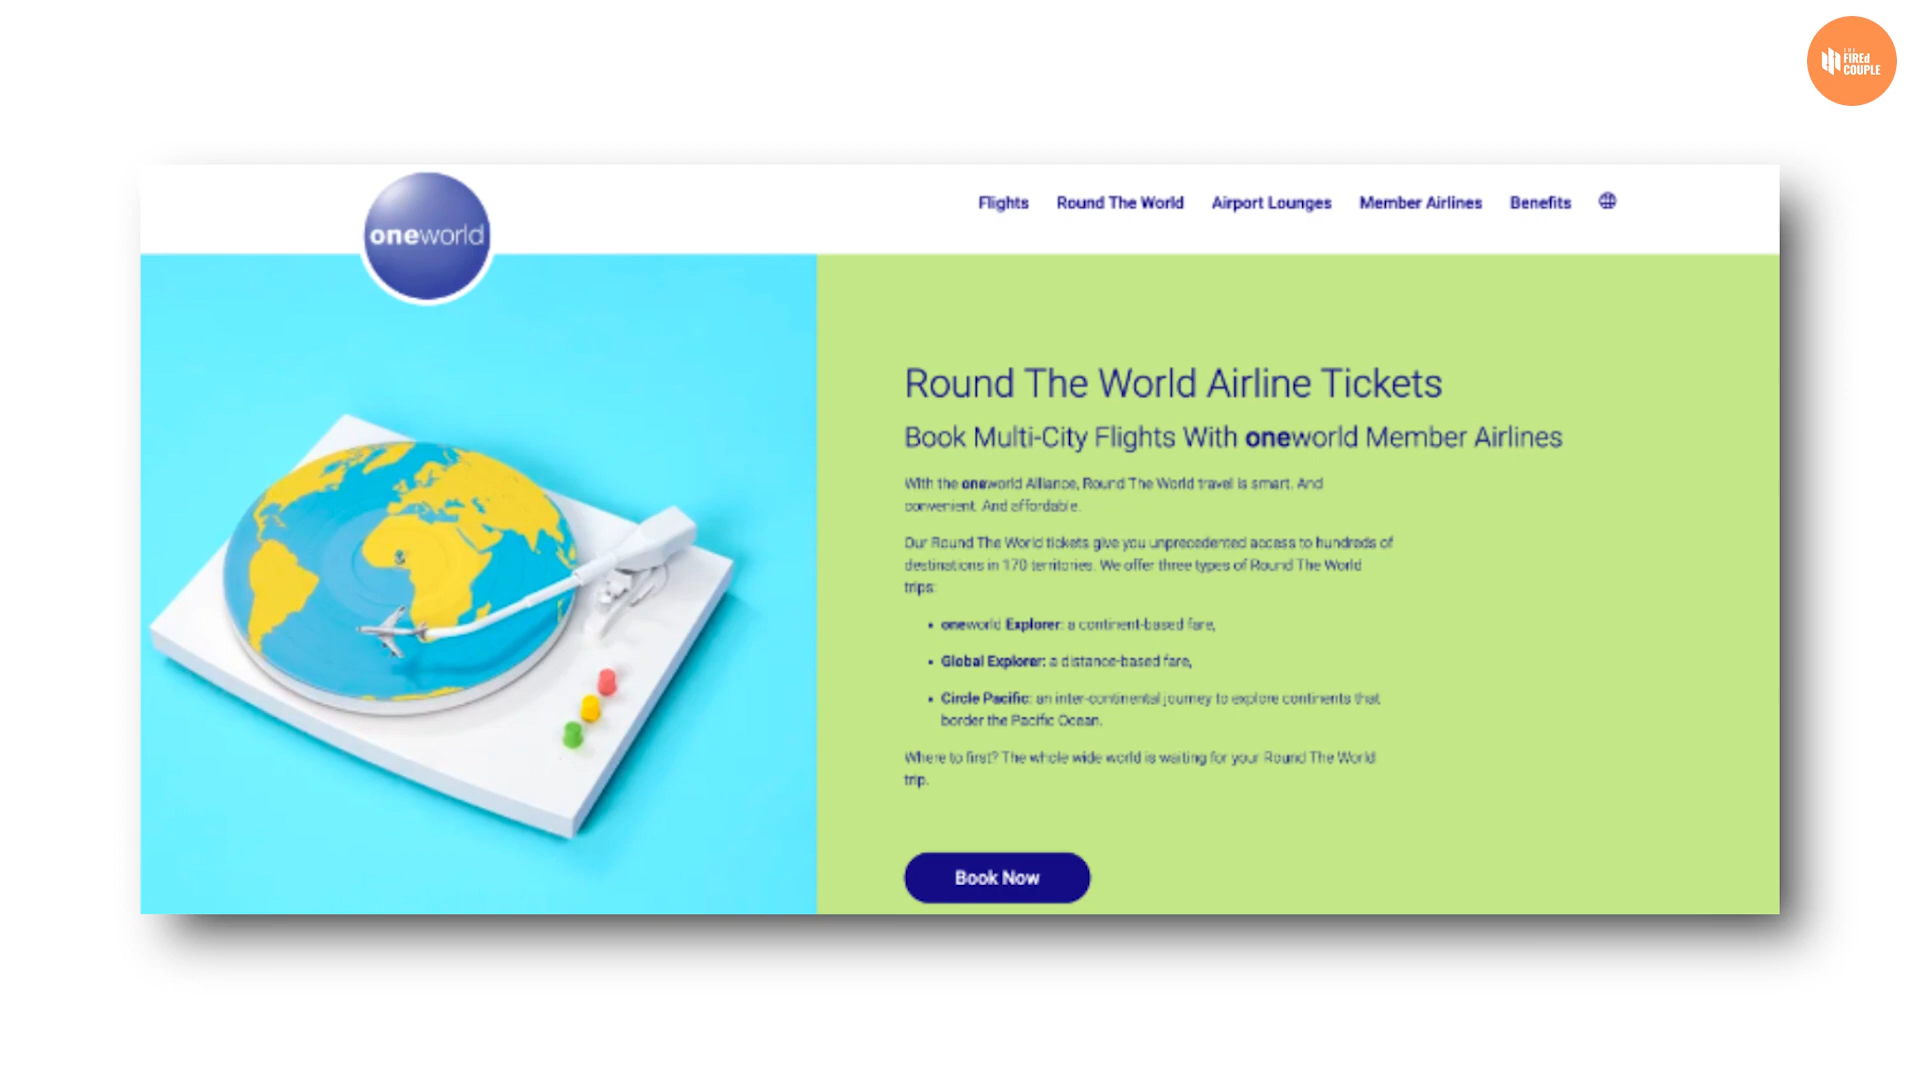 THE
FIREd
COUPLE
oneworld
Flights Round The World Airport Lounges Member Airlines Benefits
Round The World Airline Tickets
Book Multi-City Flights With oneworld Member Airlines
With the oneworld Alliance, Round The World travel is smart. And
convenient. And affordable.
Our Round The World tickets give you unprecedented access to hundreds of
destinations in 170 territories. We offer three types of Round The World
trips:
• oneworld Explorer: a continent-based fare,
• Global Explorer: a distance-based fare,
• Circle Pacific: an inter-continental journey to explore continents that
border the Pacific Ocean.
Where to first? The whole wide world is waiting for your Round The World
trip.
Book Now